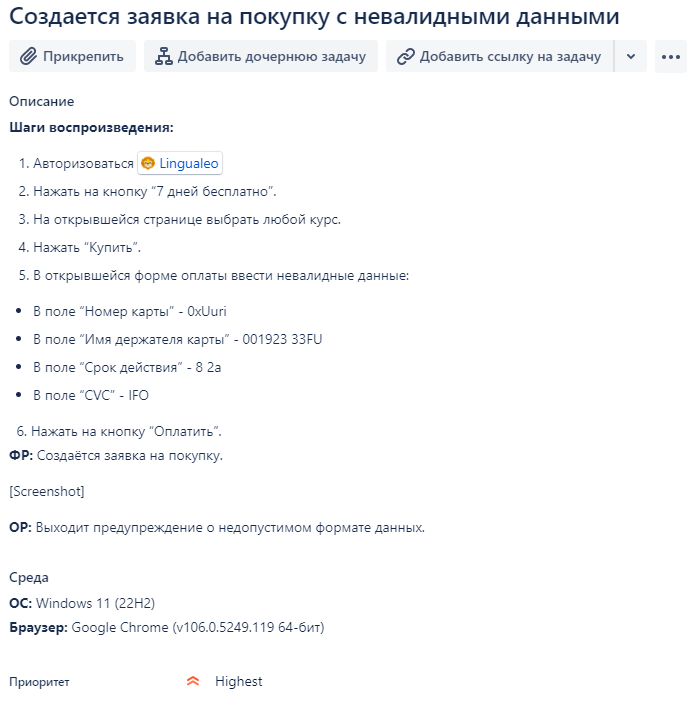 Создается заявка на покупку с невалидными данными
Прикрепить
Добавить дочернюю задачу
Добавить ссылку на задачу
Описание
Шаги воспроизведения:
1. Авторизоваться Lingualeo
2. Нажать на кнопку “7 дней бесплатно”.
3. На открывшейся странице выбрать любой курс.
4. Нажать “Купить”.
5. В открывшейся форме оплаты ввести невалидные данные:
• В поле “Номер карты” - 0xUuri
• В поле “Имя держателя карты” - 001923 33FU
• В поле “Срок действия” - 8 2a
• В поле “CVC” - IFO
6. Нажать на кнопку “Оплатить”.
ФР: Создаётся заявка на покупку.
[Screenshot]
ОР: Выходит предупреждение о недопустимом формате данных.
Среда
ОС: Windows 11 (22H2)
Браузер: Google Chrome (v106.0.5249.119 64-бит)
Приоритет Highest